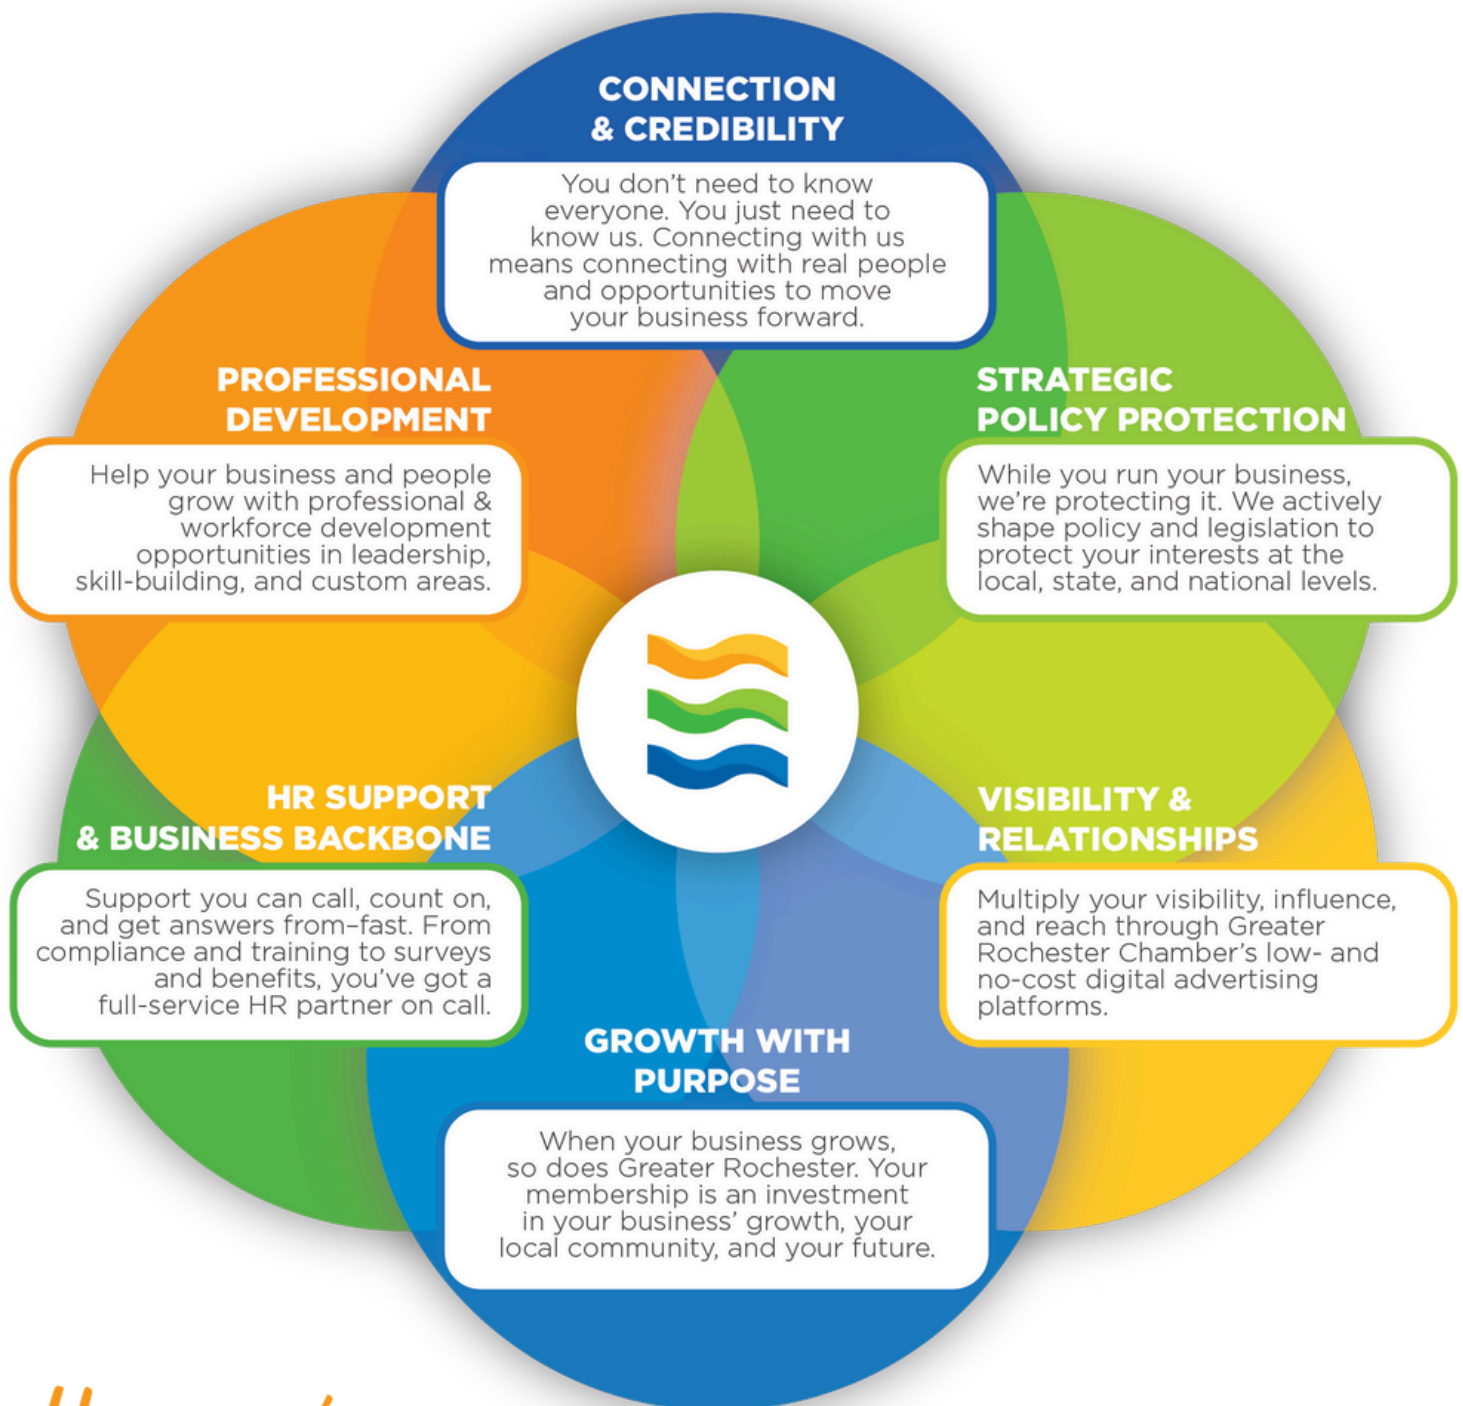 CONNECTION
& CREDIBILITY
You don’t need to know
everyone. You just need to
know us. Connecting with us
means connecting with real people
and opportunities to move
your business forward.
PROFESSIONAL
DEVELOPMENT
Help your business and people
grow with professional &
workforce development
opportunities in leadership,
skill-building, and custom areas.
STRATEGIC
POLICY PROTECTION
While you run your business,
we’re protecting it. We actively
shape policy and legislation to
protect your interests at the
local, state, and national levels.
HR SUPPORT
& BUSINESS BACKBONE
Support you can call, count on,
and get answers from–fast. From
compliance and training to surveys
and benefits, you’ve got a
full-service HR partner on call.
VISIBILITY &
RELATIONSHIPS
Multiply your visibility, influence,
and reach through Greater
Rochester Chamber’s low- and
no-cost digital advertising
platforms.
GROWTH WITH
PURPOSE
When your business grows,
so does Greater Rochester. Your
membership is an investment
in your business’ growth, your
local community, and your future.